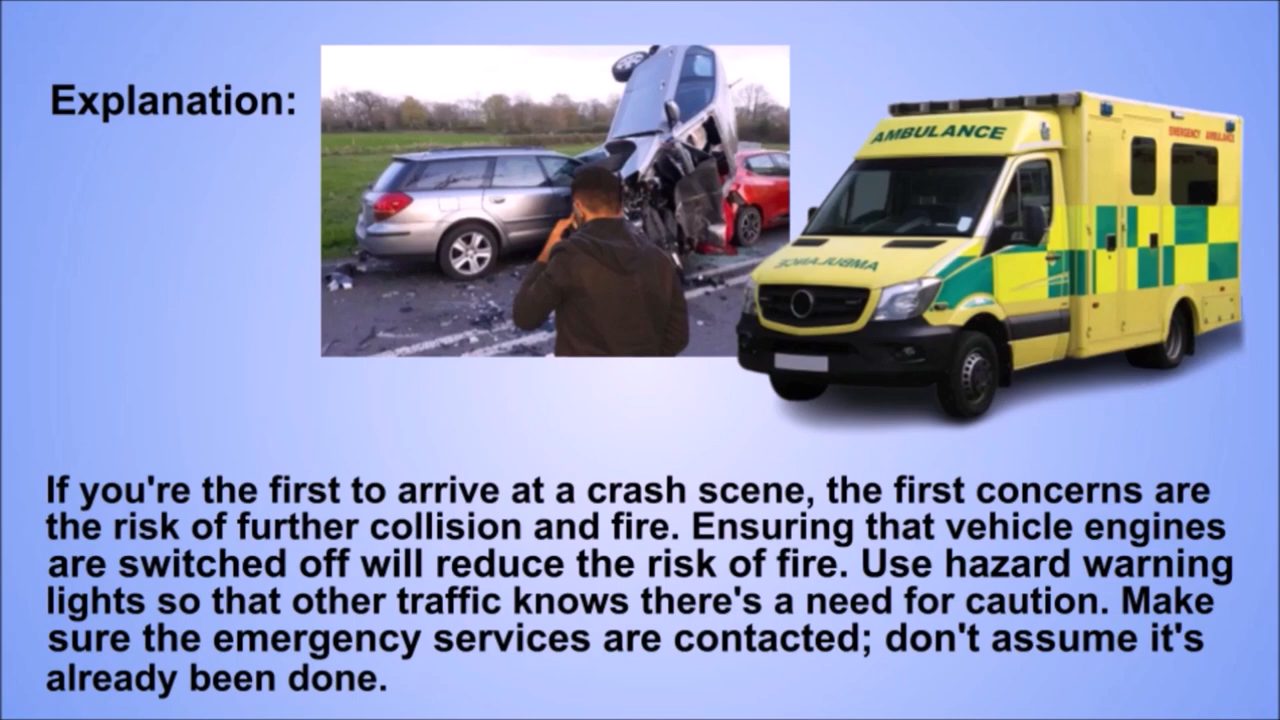 Explanation:
AMBULANCE
EMERGENCY AMBULANCE
AMBULANCE
If you're the first to arrive at a crash scene, the first concerns are
the risk of further collision and fire. Ensuring that vehicle engines
are switched off will reduce the risk of fire. Use hazard warning
lights so that other traffic knows there's a need for caution. Make
sure the emergency services are contacted; don't assume it's
already been done.